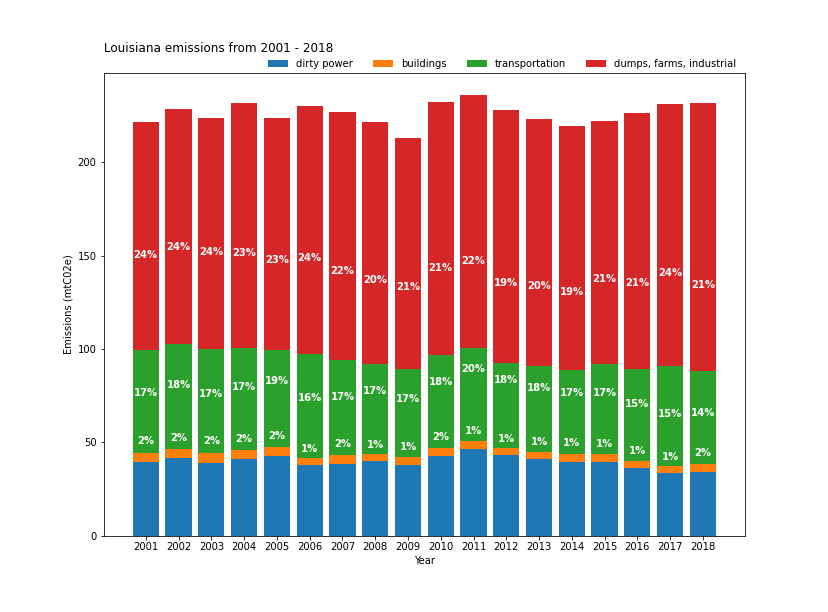 Louisiana emissions from 2001 - 2018
dirty power buildings transportation dumps, farms, industrial
200
150
100
50
0
Emissions (mtC02e)
24% 24% 24% 23% 23% 24% 22% 20% 21% 21% 22% 19% 20% 19% 21% 21% 24% 21%
17% 18% 17% 17% 19% 16% 17% 17% 17% 18% 20% 18% 18% 17% 17% 15% 15% 14%
2% 2% 2% 2% 2% 1% 2% 1% 1% 2% 1% 1% 1% 1% 1% 1% 1% 2%
2001 2002 2003 2004 2005 2006 2007 2008 2009 2010 2011 2012 2013 2014 2015 2016 2017 2018
Year